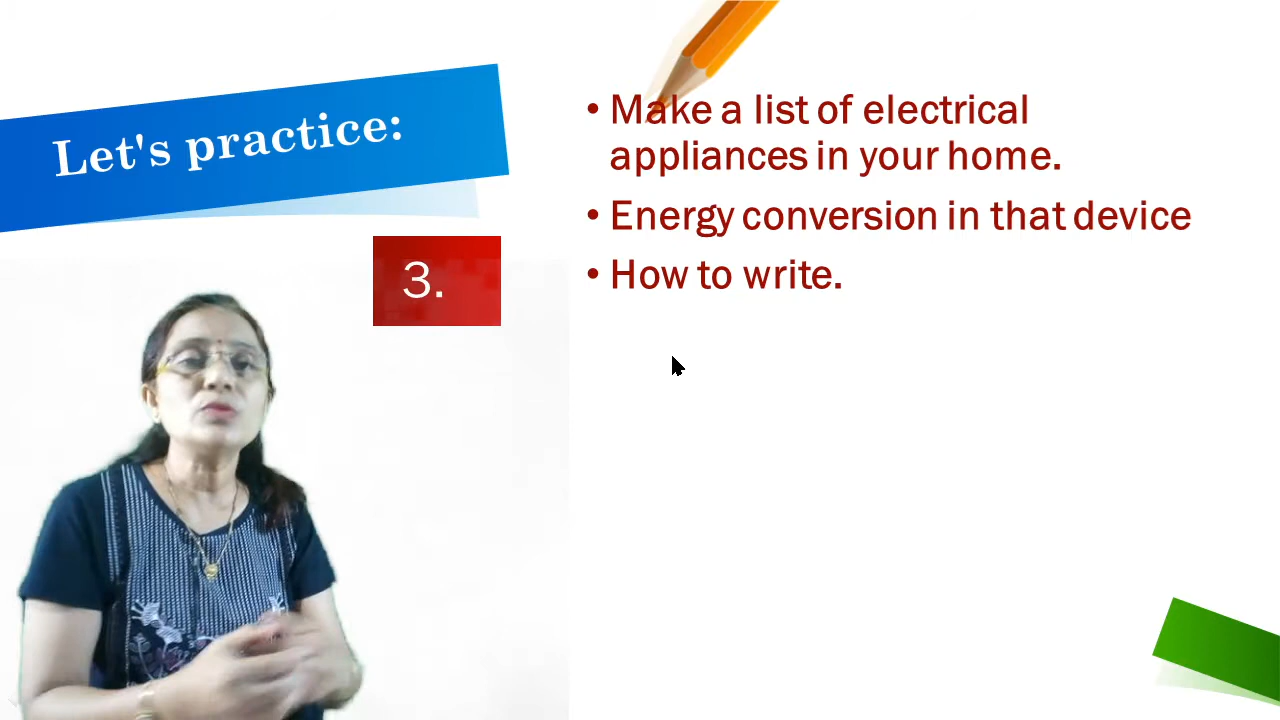 Let's practice:
3.
• Make a list of electrical
appliances in your home.
• Energy conversion in that device
• How to write.